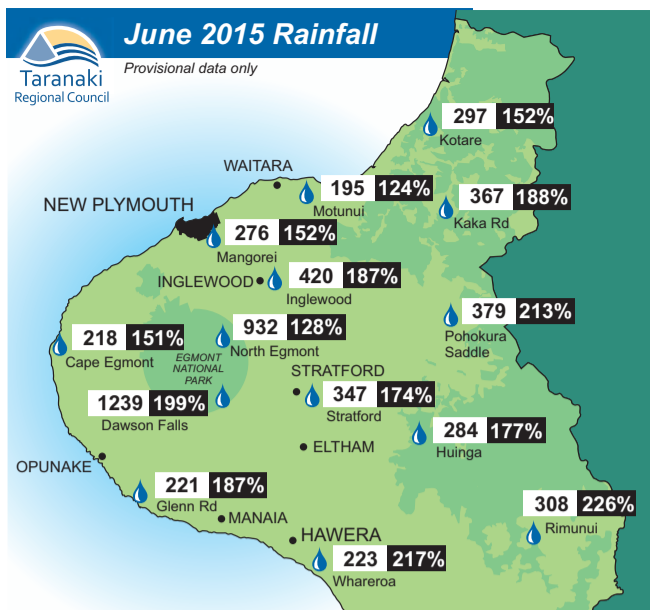 June 2015 Rainfall
Provisional data only
Taranaki
Regional Council
297 152%
Kotare
WAITARA
195 124%
Motunui
367 188%
Kaka Rd
NEW PLYMOUTH
276 152%
Mangorei
INGLEWOOD
420 187%
Inglewood
379 213%
Pohokura
Saddle
218 151%
Cape Egmont
932 128%
North Egmont
EGMONT
NATIONAL
PARK
STRATFORD
347 174%
Stratford
1239 199%
Dawson Falls
284 177%
Huinga
ELTHAM
OPUNAKE
221 187%
Glenn Rd
MANAIA
308 226%
Rimunui
HAWERA
223 217%
Whareroa